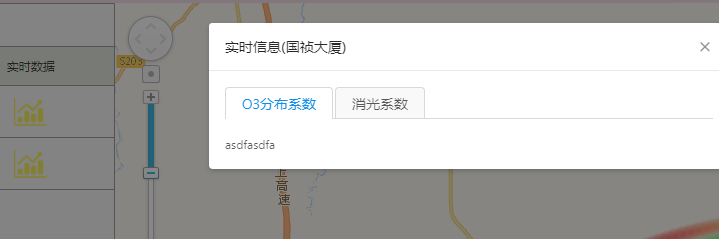 实时信息(国祯大厦)
S203
实时数据
O3分布系数
消光系数
asdfasdfa
上高速